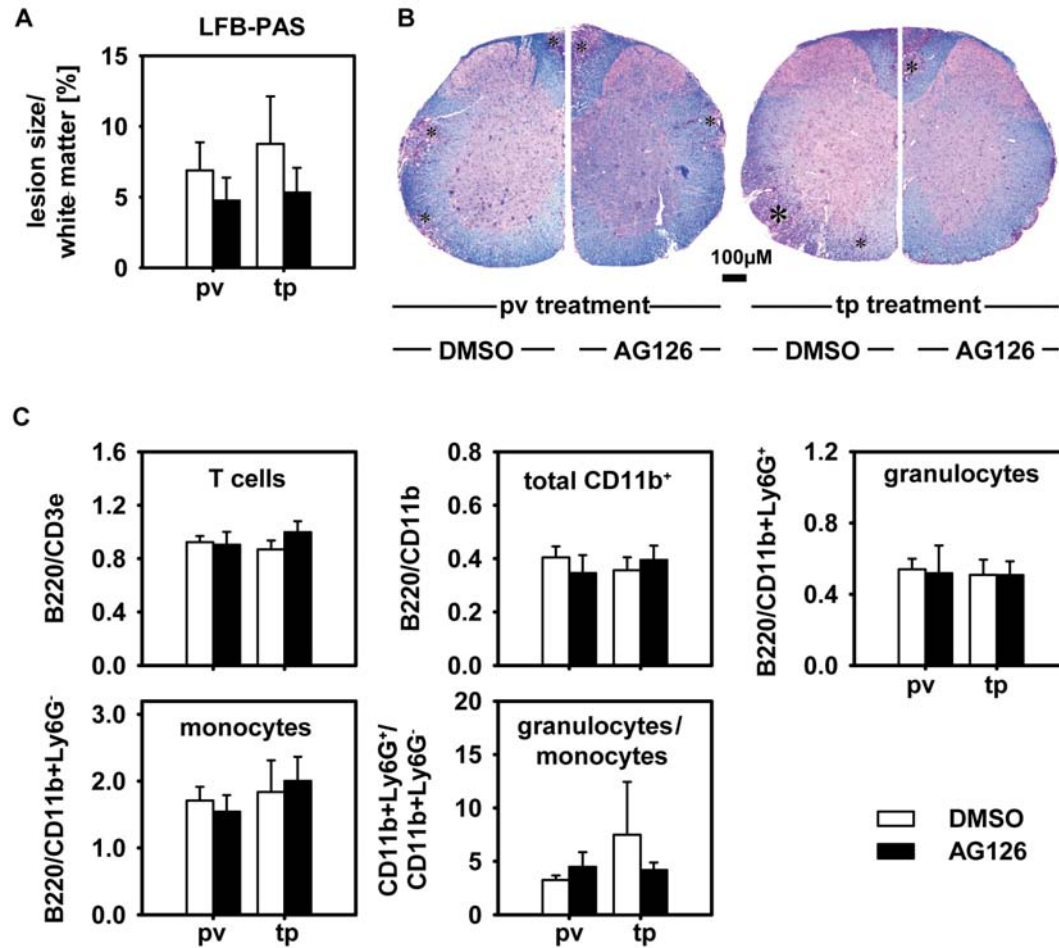 A
LFB-PAS
lesion size/
white matter [%]
15
10
5
0
pv
tp
B
*
*
*
*
*
*
*
*
100µM
pv treatment
tp treatment
DMSO
AG126
DMSO
AG126
C
B220/CD3e
1.6
1.2
0.8
0.4
0.0
T cells
B220/CD11b
0.8
0.6
0.4
0.2
0.0
total CD11b⁺
B220/CD11b+Ly6G⁺
1.2
0.6
0.0
granulocytes
pv
tp
B220/CD11b+Ly6G⁻
3.0
2.0
1.0
0.0
monocytes
pv
tp
CD11b+Ly6G⁺/
CD11b+Ly6G⁻
20
15
10
5
0
granulocytes/
monocytes
pv
tp
DMSO
AG126